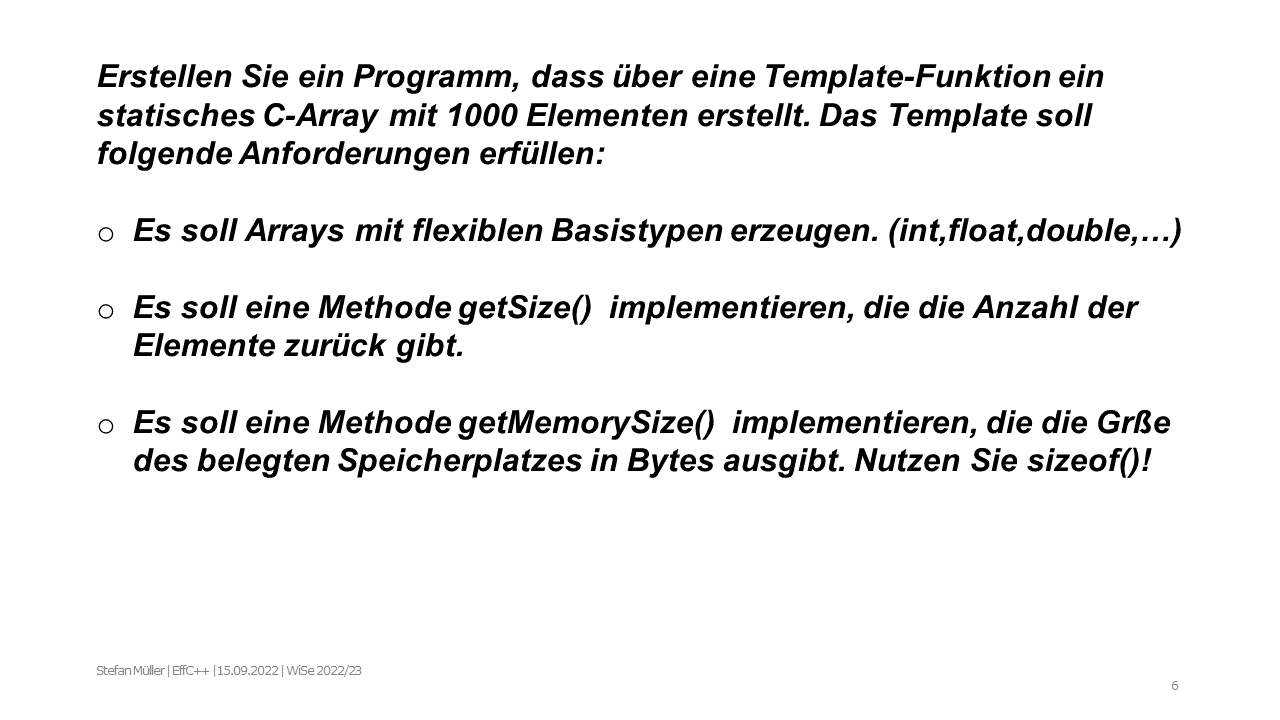 Erstellen Sie ein Programm, dass über eine Template-Funktion ein
statisches C-Array mit 1000 Elementen erstellt. Das Template soll
folgende Anforderungen erfüllen:
o Es soll Arrays mit flexiblen Basistypen erzeugen. (int,float,double,…)
o Es soll eine Methode getSize() implementieren, die die Anzahl der
Elemente zurück gibt.
o Es soll eine Methode getMemorySize() implementieren, die die Grße
des belegten Speicherplatzes in Bytes ausgibt. Nutzen Sie sizeof()!
Stefan Müller | EffC++ |15.09.2022 | WiSe 2022/23
6